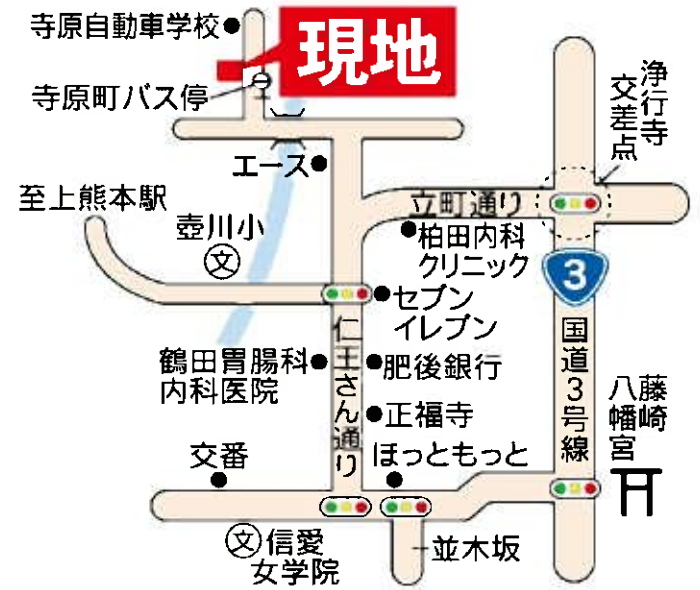 寺原自動車学校
現地
寺原町バス停
浄行寺
交差点
エース
至上熊本駅
立町通り
壺川小
文
柏田内科
クリニック
3
セブン
イレブン
仁王さん通り
国道3号線
鶴田胃腸科
内科医院
肥後銀行
正福寺
藤崎
八幡宮
交番
ほっともっと
文
信愛
女学院
並木坂